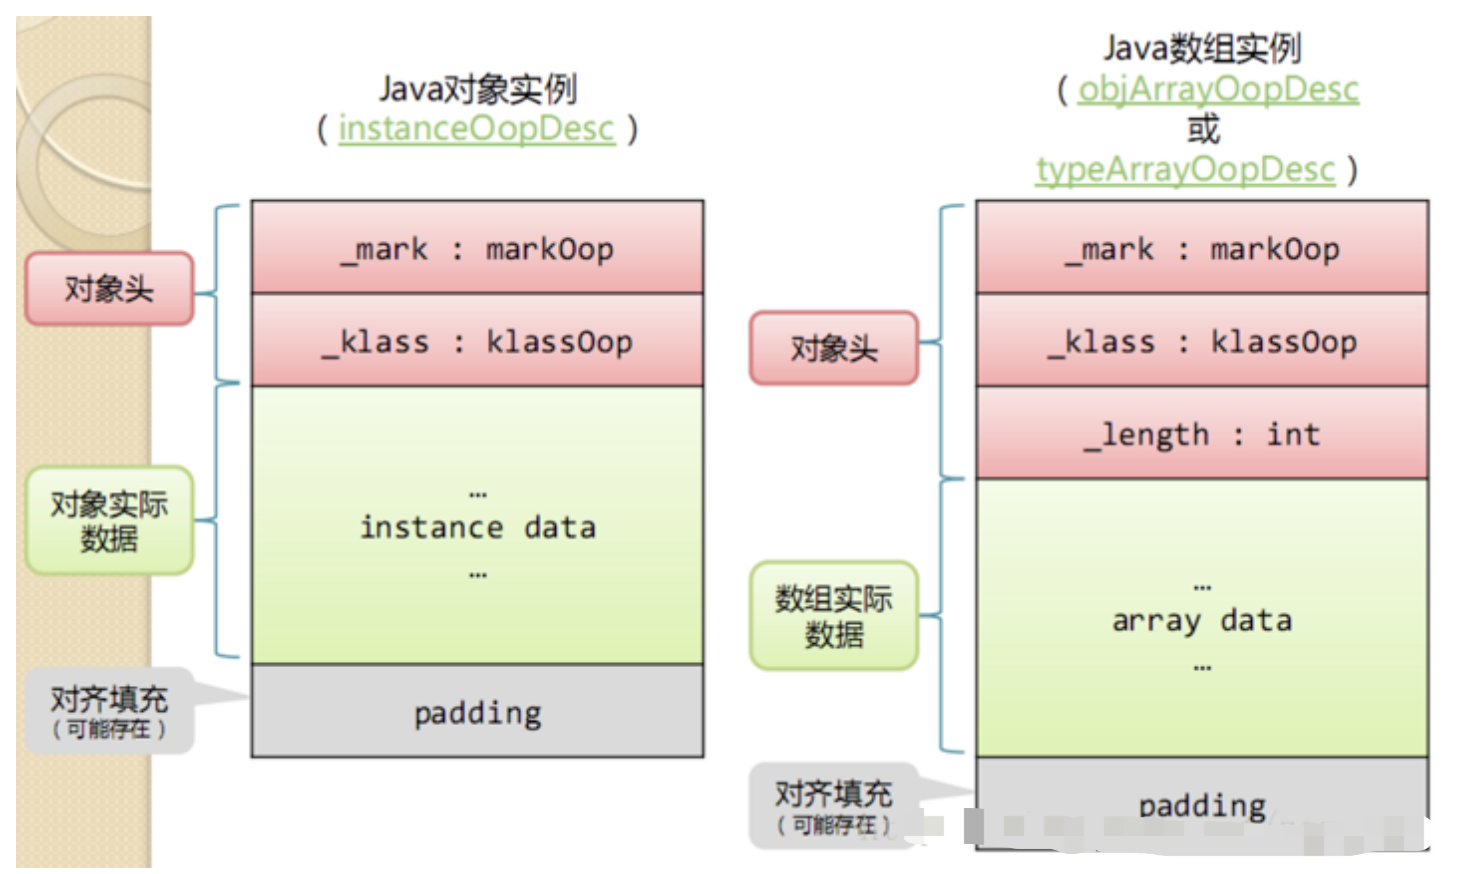 Java对象实例
( instanceOopDesc )
对象头
_mark : markOop
_klass : klassOop
对象实际
数据
…
instance data
…
对齐填充
(可能存在)
padding
Java数组实例
( objArrayOopDesc
或
typeArrayOopDesc )
对象头
_mark : markOop
_klass : klassOop
_length : int
数组实际
数据
…
array data
…
对齐填充
(可能存在)
padding